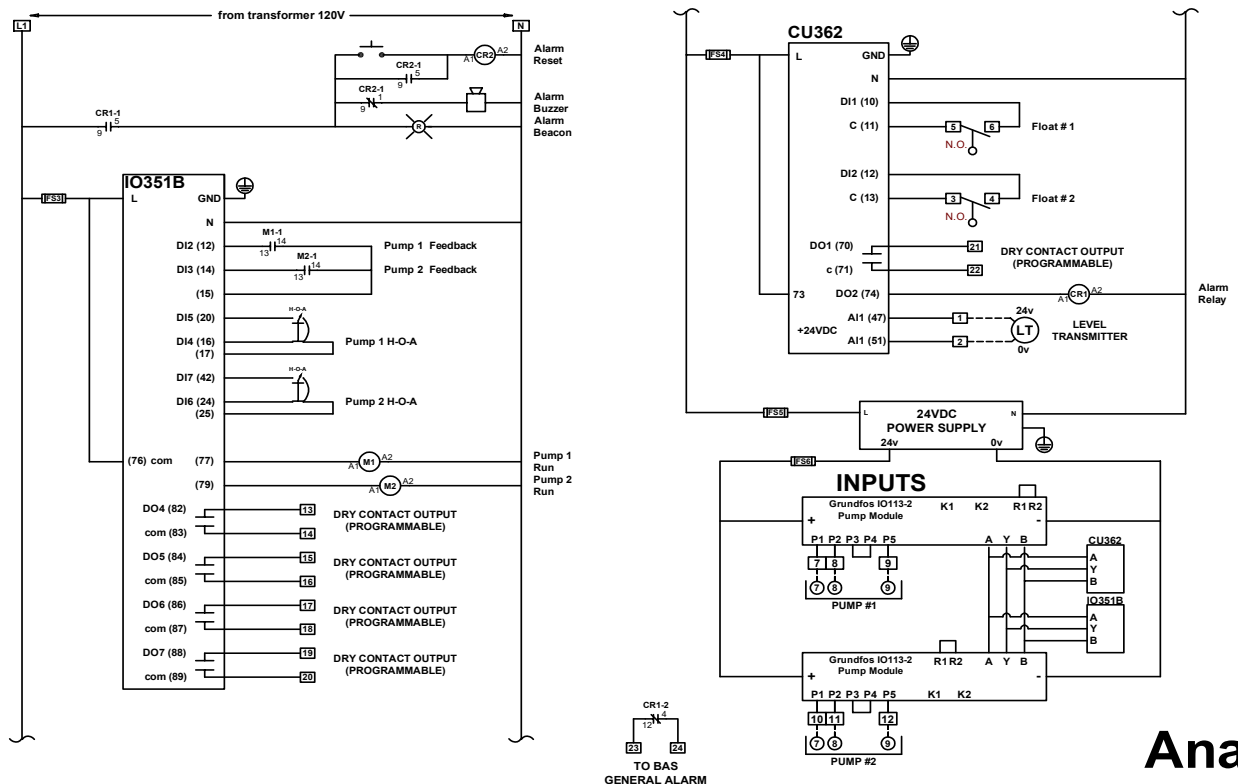 from transformer 120V
L1
N
CR2
A1
A2
Alarm
Reset
CR2-1
9
5
CR2-1
9
1
Alarm
Buzzer
CR1-1
9
5
R
Alarm
Beacon
IO351B
FS3
L
GND
N
DI2 (12)
M1-1
13
14
Pump 1 Feedback
DI3 (14)
M2-1
13
14
Pump 2 Feedback
(15)
DI5 (20)
H-O-A
DI4 (16)
(17)
Pump 1 H-O-A
DI7 (42)
H-O-A
DI6 (24)
(25)
Pump 2 H-O-A
(76) com
(77)
A1
M1
A2
Pump 1
Run
(79)
A1
M2
A2
Pump 2
Run
DO4 (82)
13
DRY CONTACT OUTPUT
(PROGRAMMABLE)
com (83)
14
DO5 (84)
15
DRY CONTACT OUTPUT
(PROGRAMMABLE)
com (85)
16
DO6 (86)
17
DRY CONTACT OUTPUT
(PROGRAMMABLE)
com (87)
18
DO7 (88)
19
DRY CONTACT OUTPUT
(PROGRAMMABLE)
com (89)
20
CR1-2
12
4
23
24
TO BAS
GENERAL ALARM
CU362
FS4
L
GND
N
DI1 (10)
C (11)
5
6
Float # 1
N.O.
DI2 (12)
C (13)
3
4
Float # 2
N.O.
DO1 (70)
21
DRY CONTACT OUTPUT
(PROGRAMMABLE)
c (71)
22
73
DO2 (74)
A1
CR1
A2
Alarm
Relay
+24VDC
AI1 (47)
1
24v
LT
LEVEL
TRANSMITTER
AI1 (51)
2
0v
FS5
L
24VDC
POWER SUPPLY
N
24v
0v
FS6
INPUTS
Grundfos IO113-2
Pump Module
K1
K2
R1 R2
+
-
P1 P2 P3 P4 P5
A Y B
7 8 9
7 8 9
PUMP #1
CU362
A
Y
B
IO351B
A
Y
B
Grundfos IO113-2
Pump Module
R1 R2
A Y B
+
-
P1 P2 P3 P4 P5
K1
K2
10 11 12
7 8 9
PUMP #2
Ana